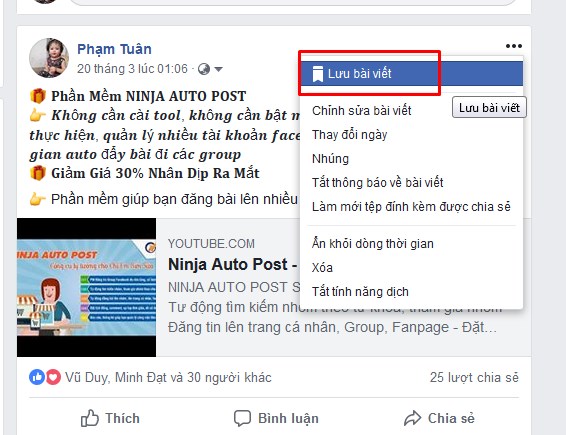 Phạm Tuân
20 tháng 3 lúc 01:06 ·
Phần Mềm NINJA AUTO POST
Không cần cài tool, không cần bật m
thực hiện, quản lý nhiều tài khoản face
gian auto đẩy bài đi các group
Giảm Giá 30% Nhân Dịp Ra Mắt
Phần mềm giúp bạn đăng bài lên nhiều
Lưu bài viết
Lưu bài viết
Chỉnh sửa bài viết
Thay đổi ngày
Nhúng
Tắt thông báo về bài viết
Làm mới tệp đính kèm được chia sẻ
Ẩn khỏi dòng thời gian
Xóa
Tắt tính năng dịch
NINJA AUTO POST
YOUTUBE.COM
Ninja Auto Post -
NINJA AUTO POST S
Tự động tìm kiếm nhóm theo từ khóa, tham gia nhóm
Đăng tin lên trang cá nhân, Group, Fanpage - Đặt...
Vũ Duy, Minh Đạt và 30 người khác
25 lượt chia sẻ
Thích
Bình luận
Chia sẻ